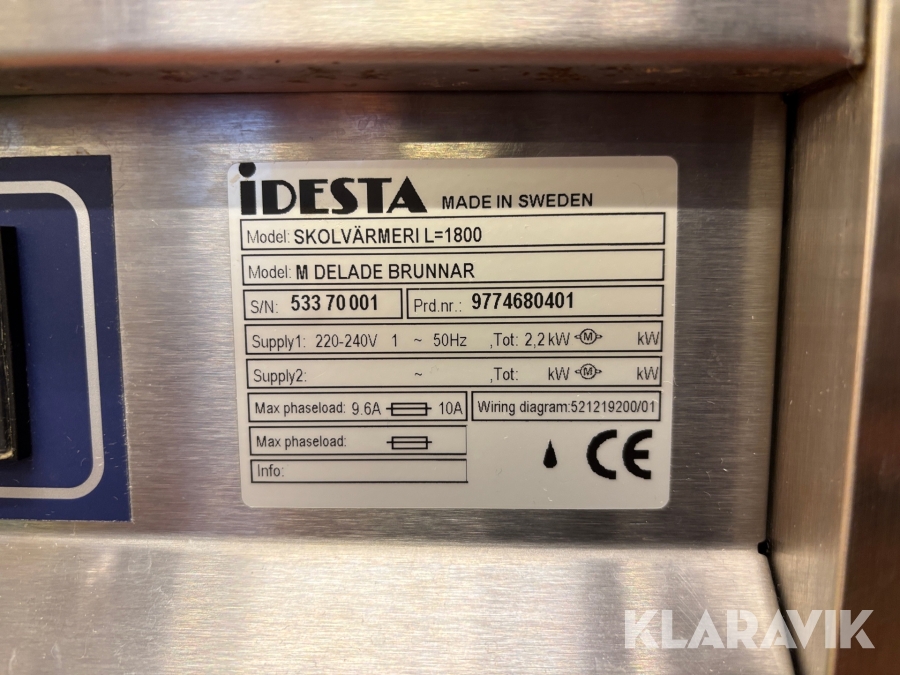 iDESTA MADE IN SWEDEN
Model: SKOLVÄRMERI L=1800
Model: M DELADE BRUNNAR
S/N: 533 70 001 Prd.nr.: 9774680401
Supply1: 220-240V 1 ~ 50Hz ,Tot: 2,2 kW M kW
Supply2: ~ ,Tot: kW M kW
Max phaseload: 9.6A 10A Wiring diagram:521219200/01
Max phaseload:
Info:
CE
KLARAVIK